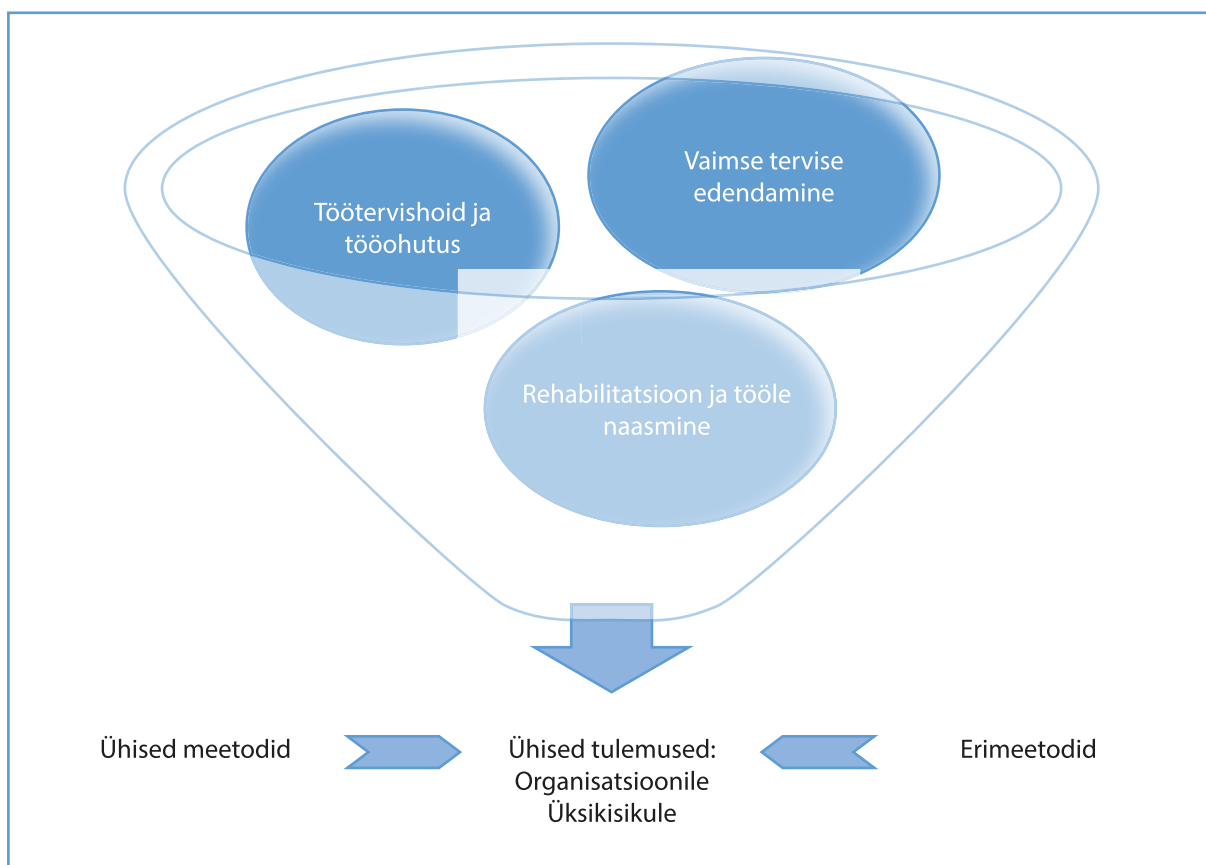 Vaimse tervise
edendamine
Töötervishoid ja
tööohutus
Rehabilitatsioon ja tööle
naasmine
Ühised meetodid
Ühised tulemused:
Organisatsioonile
Üksikisikule
Erimeetodid